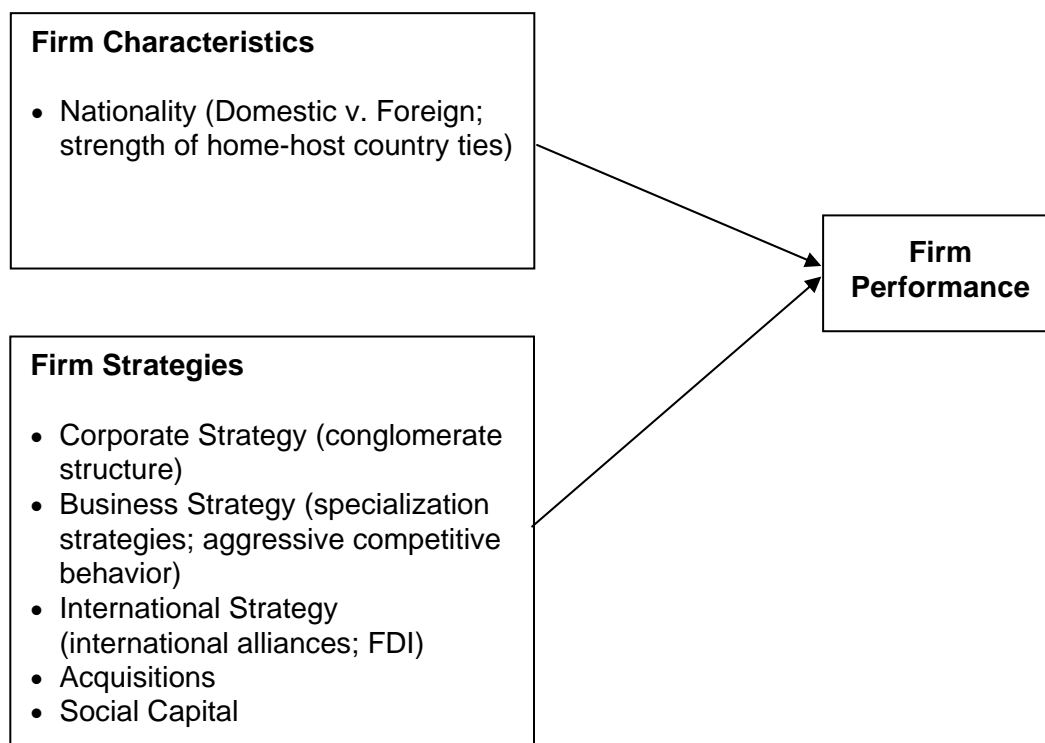 Firm Characteristics
• Nationality (Domestic v. Foreign;
strength of home-host country ties)
Firm
Performance
Firm Strategies
• Corporate Strategy (conglomerate
structure)
• Business Strategy (specialization
strategies; aggressive competitive
behavior)
• International Strategy
(international alliances; FDI)
• Acquisitions
• Social Capital